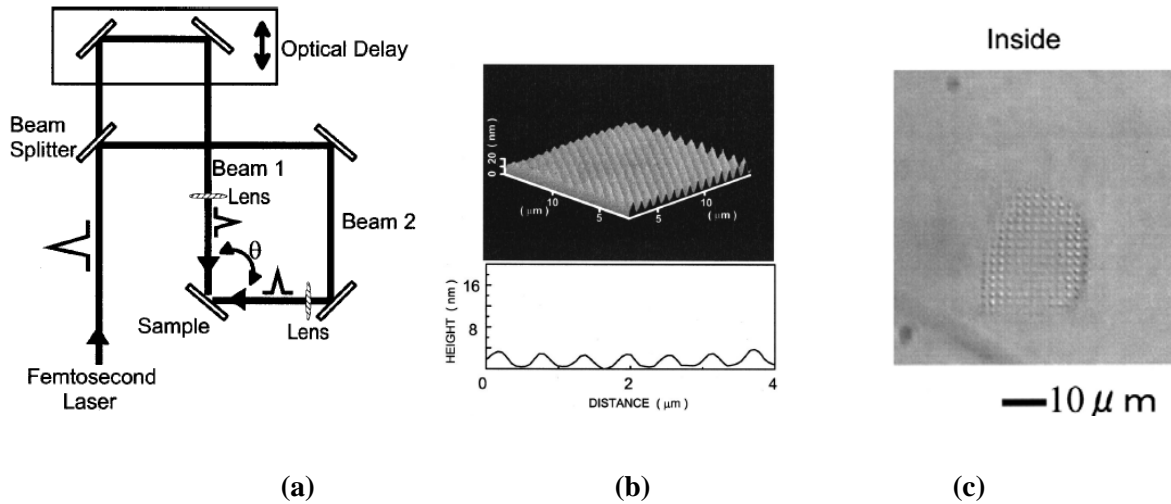 Optical Delay
Beam
Splitter
Beam 1
Lens
Beam 2
θ
Sample
Lens
Femtosecond
Laser
0 20 (nm)
10
5
(μm)
5
10
(μm)
HEIGHT (nm)
16
8
0
2
4
DISTANCE (μm)
Inside
10 μm
(a)
(b)
(c)